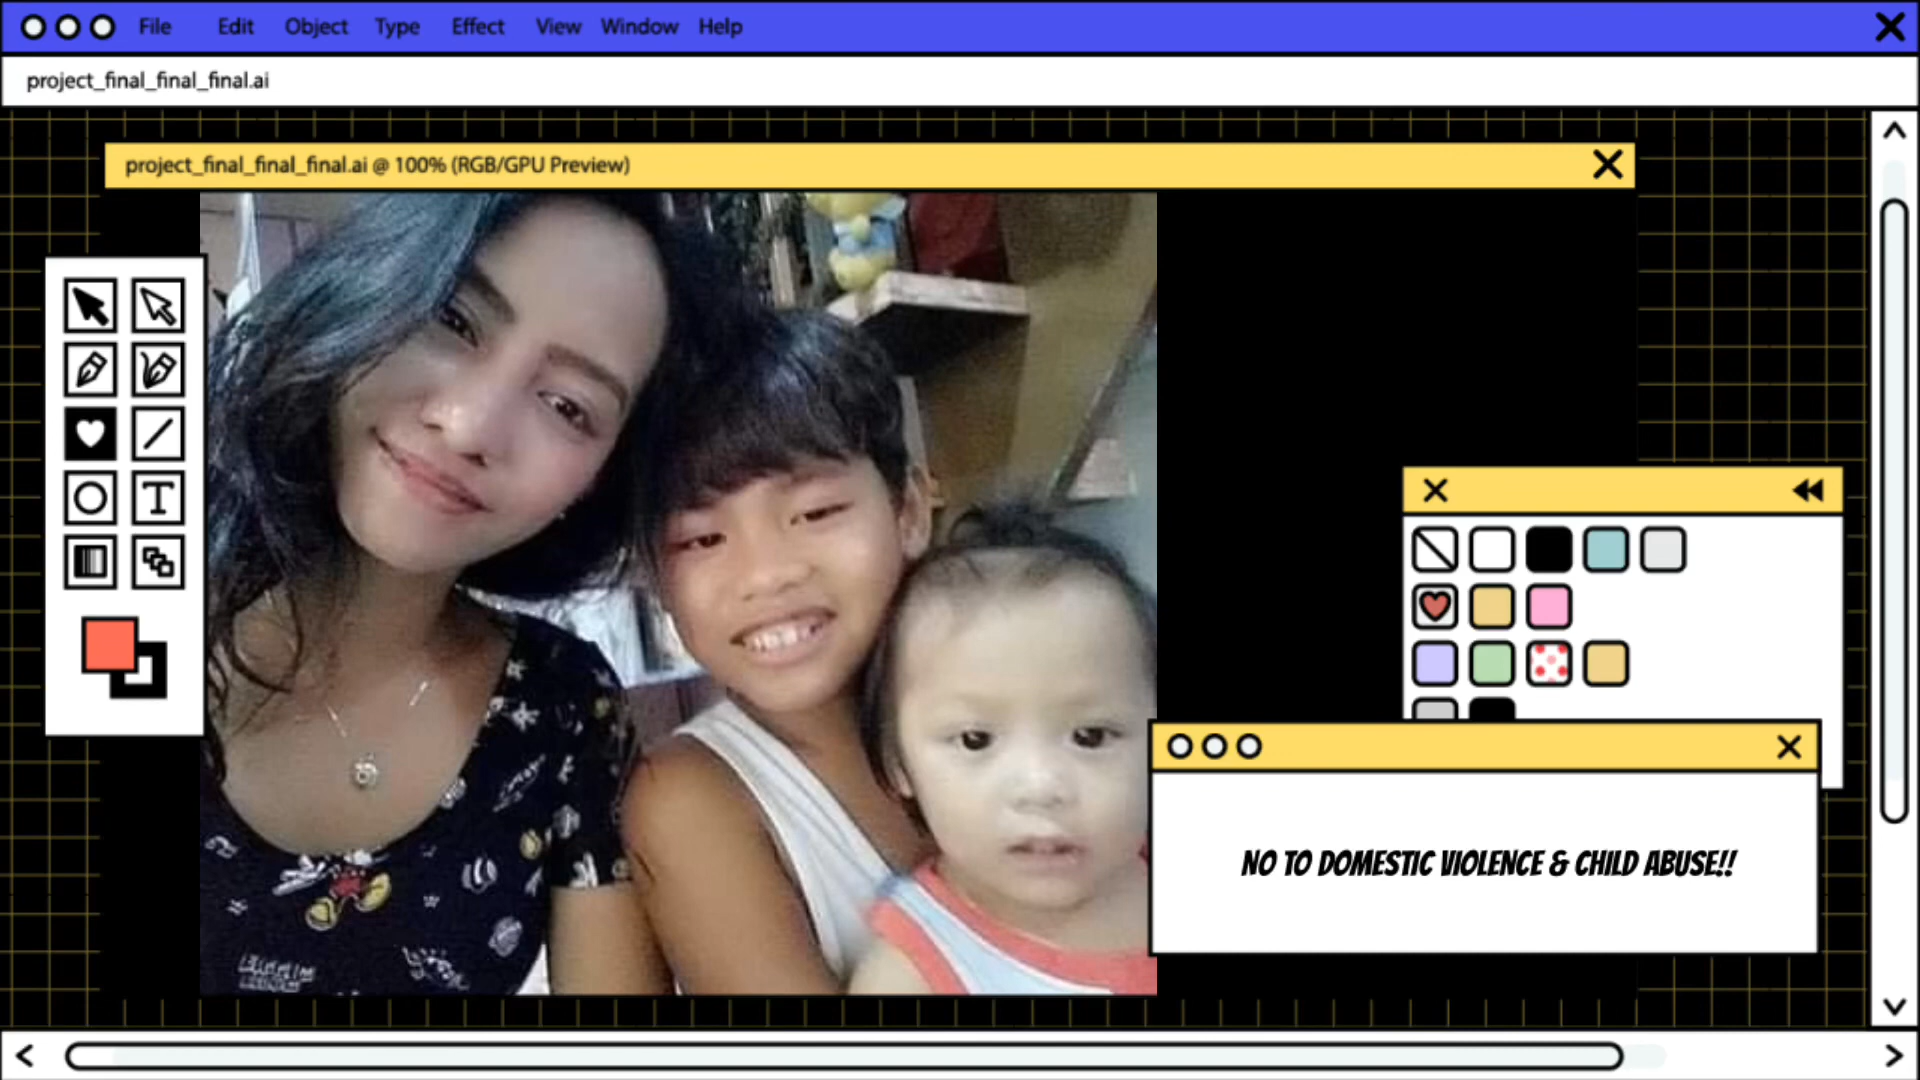 File Edit Object Type Effect View Window Help
project_final_final_final.ai
project_final_final_final.ai @ 100% (RGB/GPU Preview)
T
NO TO DOMESTIC VIOLENCE & CHILD ABUSE!!